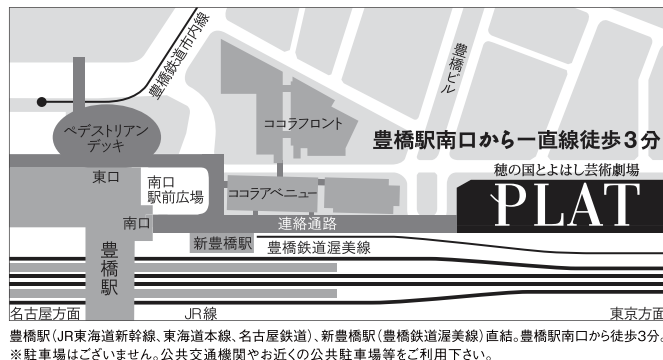 豊橋鉄道市内線
豊橋ビル
ペデストリアン
デッキ
ココラフロント
豊橋駅南口から一直線徒歩3分
穂の国とよはし芸術劇場
PLAT
東口
南口
駅前広場
ココラアベニュー
南口
連絡通路
新豊橋駅
豊橋鉄道渥美線
豊橋駅
名古屋方面
JR線
東京方面
豊橋駅(JR東海道新幹線、東海道本線、名古屋鉄道)、新豊橋駅(豊橋鉄道渥美線)直結。豊橋駅南口から徒歩3分。
※駐車場はございません。公共交通機関やお近くの公共駐車場等をご利用下さい。